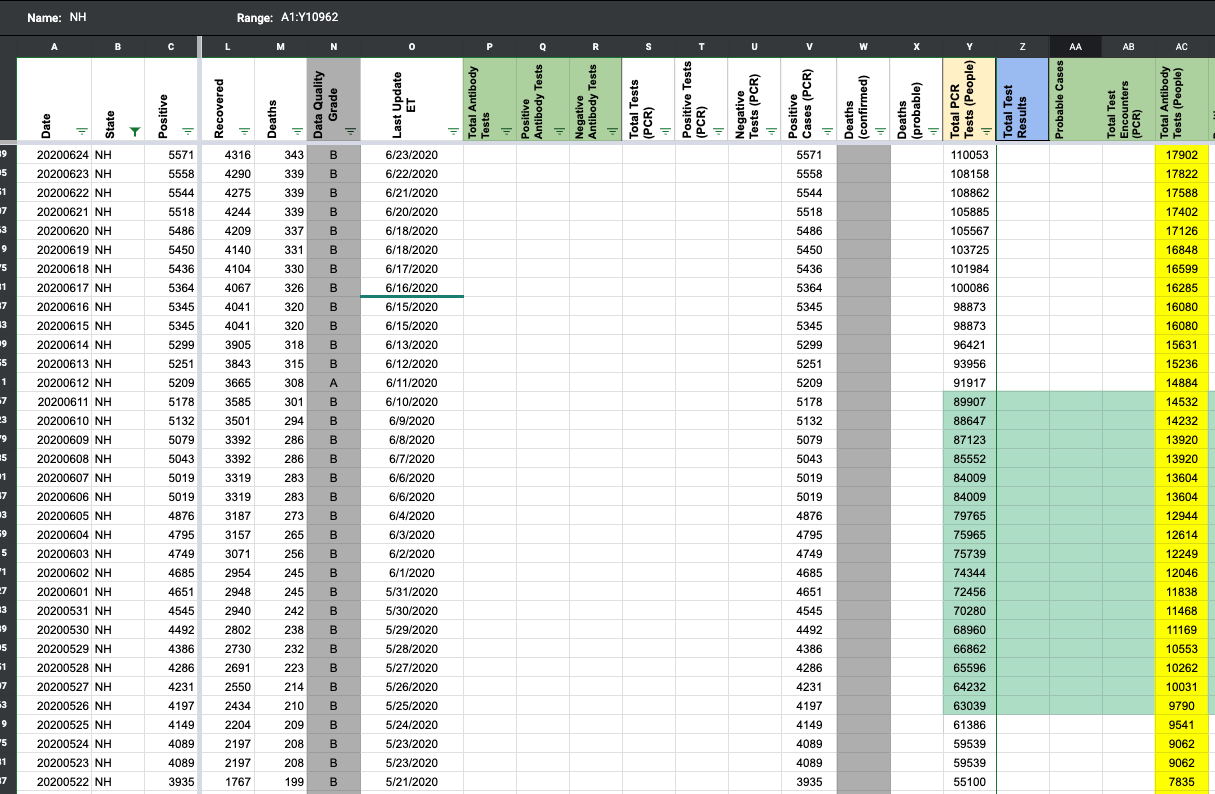 Name: NH Range: A1:Y10962
A B C L M N O P Q R S T U V W X Y Z AA AB AC
Date State Positive Recovered Deaths Data Quality Grade Last Update ET Total Antibody Tests Positive Antibody Tests Negative Antibody Tests Total Tests (PCR) Positive Tests (PCR) Negative Tests (PCR) Positive Cases (PCR) Deaths (confirmed) Deaths (probable) Total PCR Tests (People) Total Test Results Probable Cases Total Test Encounters (PCR) Total Antibody Tests (People)
20200624 NH 5571 4316 343 B 6/23/2020 5571 110053 17902
20200623 NH 5558 4290 339 B 6/22/2020 5558 108158 17822
20200622 NH 5544 4275 339 B 6/21/2020 5544 108862 17588
20200621 NH 5518 4244 339 B 6/20/2020 5518 105885 17402
20200620 NH 5486 4209 337 B 6/18/2020 5486 105567 17126
20200619 NH 5450 4140 331 B 6/18/2020 5450 103725 16848
20200618 NH 5436 4104 330 B 6/17/2020 5436 101984 16599
20200617 NH 5364 4067 326 B 6/16/2020 5364 100086 16285
20200616 NH 5345 4041 320 B 6/15/2020 5345 98873 16080
20200615 NH 5345 4041 320 B 6/15/2020 5345 98873 16080
20200614 NH 5299 3905 318 B 6/13/2020 5299 96421 15631
20200613 NH 5251 3843 315 B 6/12/2020 5251 93956 15236
20200612 NH 5209 3665 308 A 6/11/2020 5209 91917 14884
20200611 NH 5178 3585 301 B 6/10/2020 5178 89907 14532
20200610 NH 5132 3501 294 B 6/9/2020 5132 88647 14232
20200609 NH 5079 3392 286 B 6/8/2020 5079 87123 13920
20200608 NH 5043 3392 286 B 6/7/2020 5043 85552 13920
20200607 NH 5019 3319 283 B 6/6/2020 5019 84009 13604
20200606 NH 5019 3319 283 B 6/6/2020 5019 84009 13604
20200605 NH 4876 3187 273 B 6/4/2020 4876 79765 12944
20200604 NH 4795 3157 265 B 6/3/2020 4795 75965 12614
20200603 NH 4749 3071 256 B 6/2/2020 4749 75739 12249
20200602 NH 4685 2954 245 B 6/1/2020 4685 74344 12046
20200601 NH 4651 2948 245 B 5/31/2020 4651 72456 11838
20200531 NH 4545 2940 242 B 5/30/2020 4545 70280 11468
20200530 NH 4492 2802 238 B 5/29/2020 4492 68960 11169
20200529 NH 4386 2730 232 B 5/28/2020 4386 66862 10553
20200528 NH 4286 2691 223 B 5/27/2020 4286 65596 10262
20200527 NH 4231 2550 214 B 5/26/2020 4231 64232 10031
20200526 NH 4197 2434 210 B 5/25/2020 4197 63039 9790
20200525 NH 4149 2204 209 B 5/24/2020 4149 61386 9541
20200524 NH 4089 2197 208 B 5/23/2020 4089 59539 9062
20200523 NH 4089 2197 208 B 5/23/2020 4089 59539 9062
20200522 NH 3935 1767 199 B 5/21/2020 3935 55100 7835